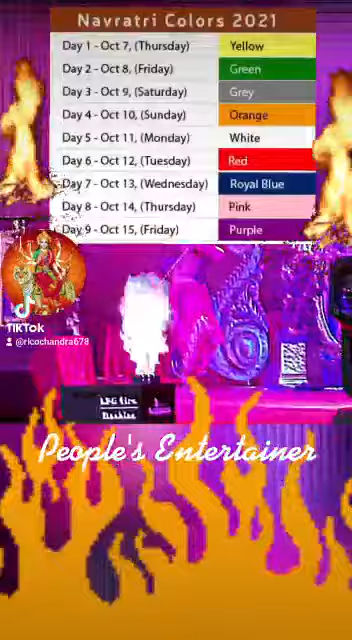 Navratri Colors 2021
Day 1 - Oct 7, (Thursday) Yellow
Day 2 - Oct 8, (Friday) Green
Day 3 - Oct 9, (Saturday) Grey
Day 4 - Oct 10, (Sunday) Orange
Day 5 - Oct 11, (Monday) White
Day 6 - Oct 12, (Tuesday) Red
Day 7 - Oct 13, (Wednesday) Royal Blue
Day 8 - Oct 14, (Thursday) Pink
Day 9 - Oct 15, (Friday) Purple
TikTok
@ricochandra678
LPG Fire
Machine
People's Entertainer